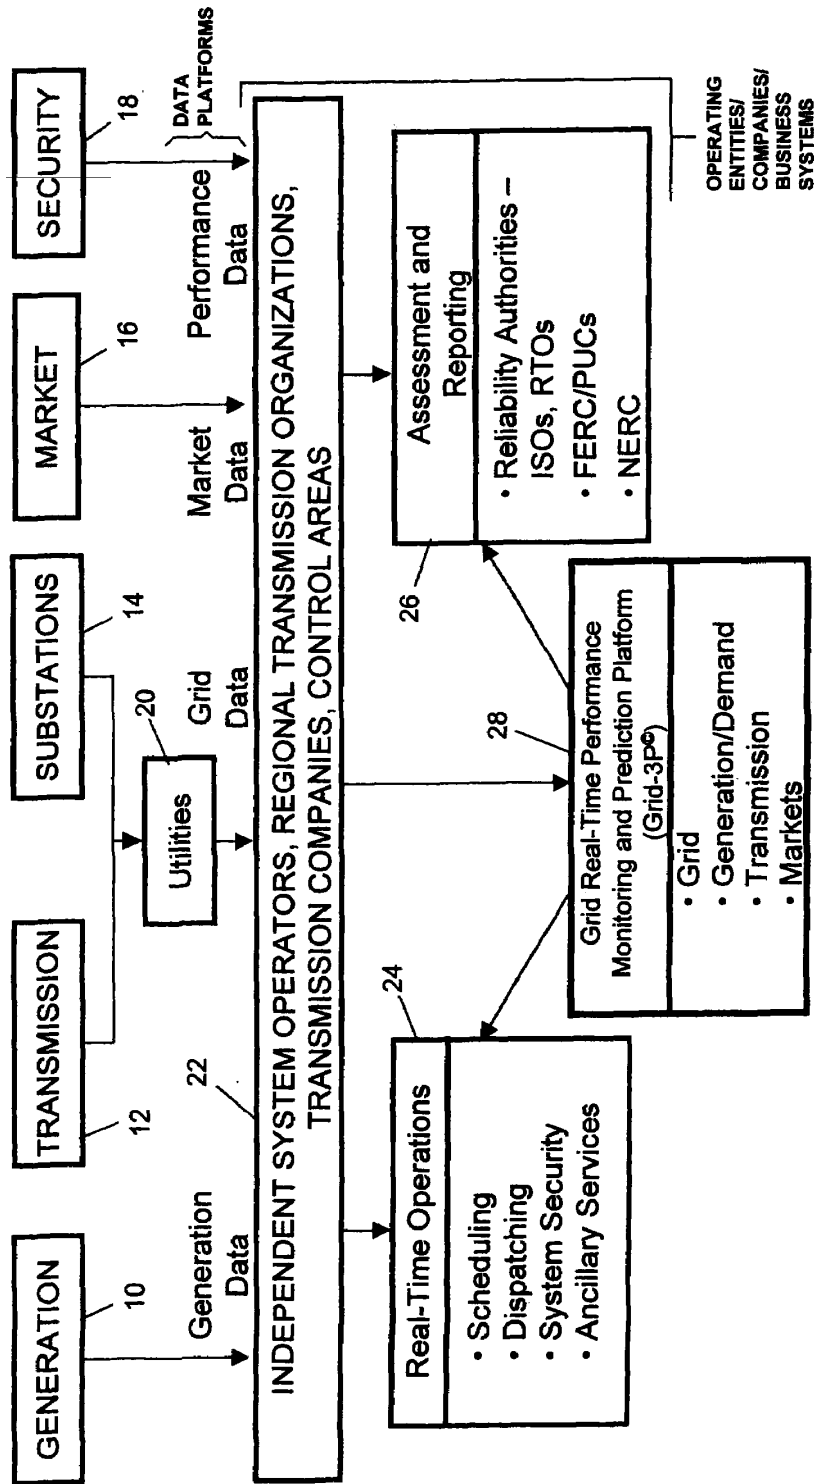 GENERATION
10
TRANSMISSION
12
SUBSTATIONS
14
MARKET
16
SECURITY
18
Utilities
20
DATA
PLATFORMS
Generation
Data
Grid
Data
Market
Data
Performance
Data
22
INDEPENDENT SYSTEM OPERATORS, REGIONAL TRANSMISSION ORGANIZATIONS,
TRANSMISSION COMPANIES, CONTROL AREAS
24
Real-Time Operations
• Scheduling
• Dispatching
• System Security
• Ancillary Services
28
Grid Real-Time Performance
Monitoring and Prediction Platform
(Grid-3P©)
• Grid
• Generation/Demand
• Transmission
• Markets
26
Assessment and
Reporting
• Reliability Authorities –
ISOs, RTOs
• FERC/PUCs
• NERC
OPERATING
ENTITIES/
COMPANIES/
BUSINESS
SYSTEMS